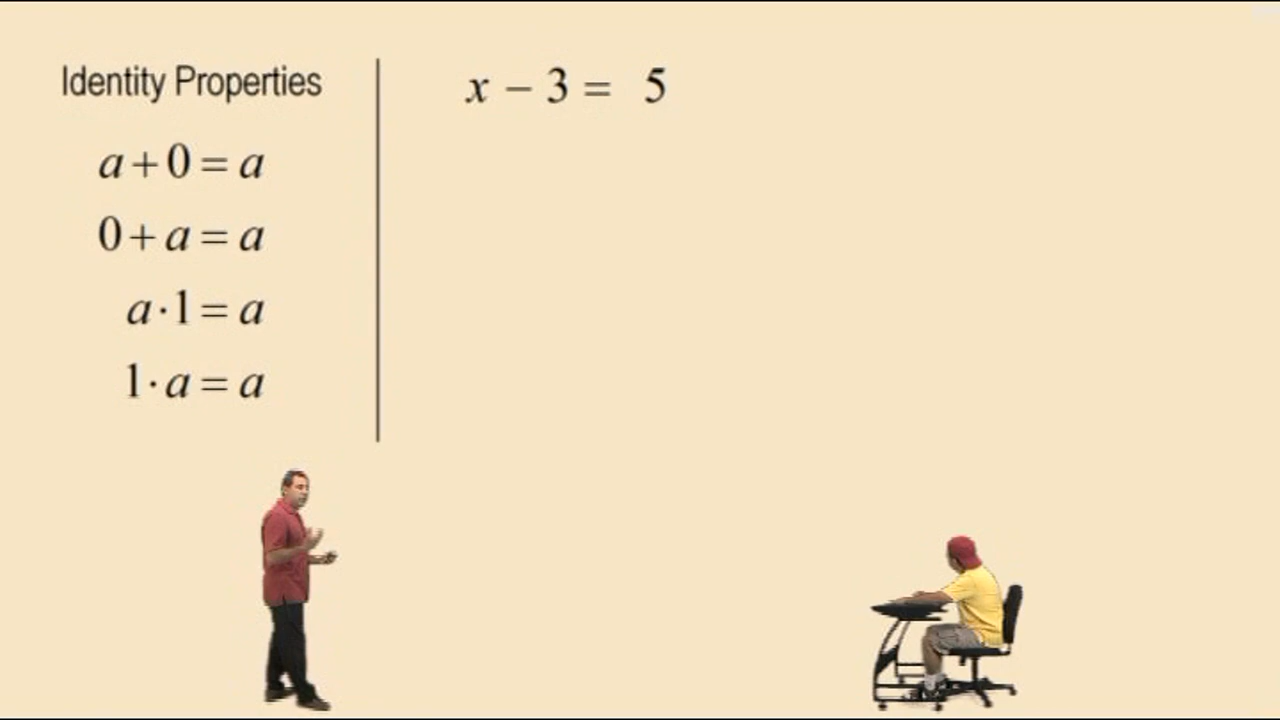 Identity Properties
a + 0 = a
0 + a = a
a · 1 = a
1 · a = a
x − 3 = 5